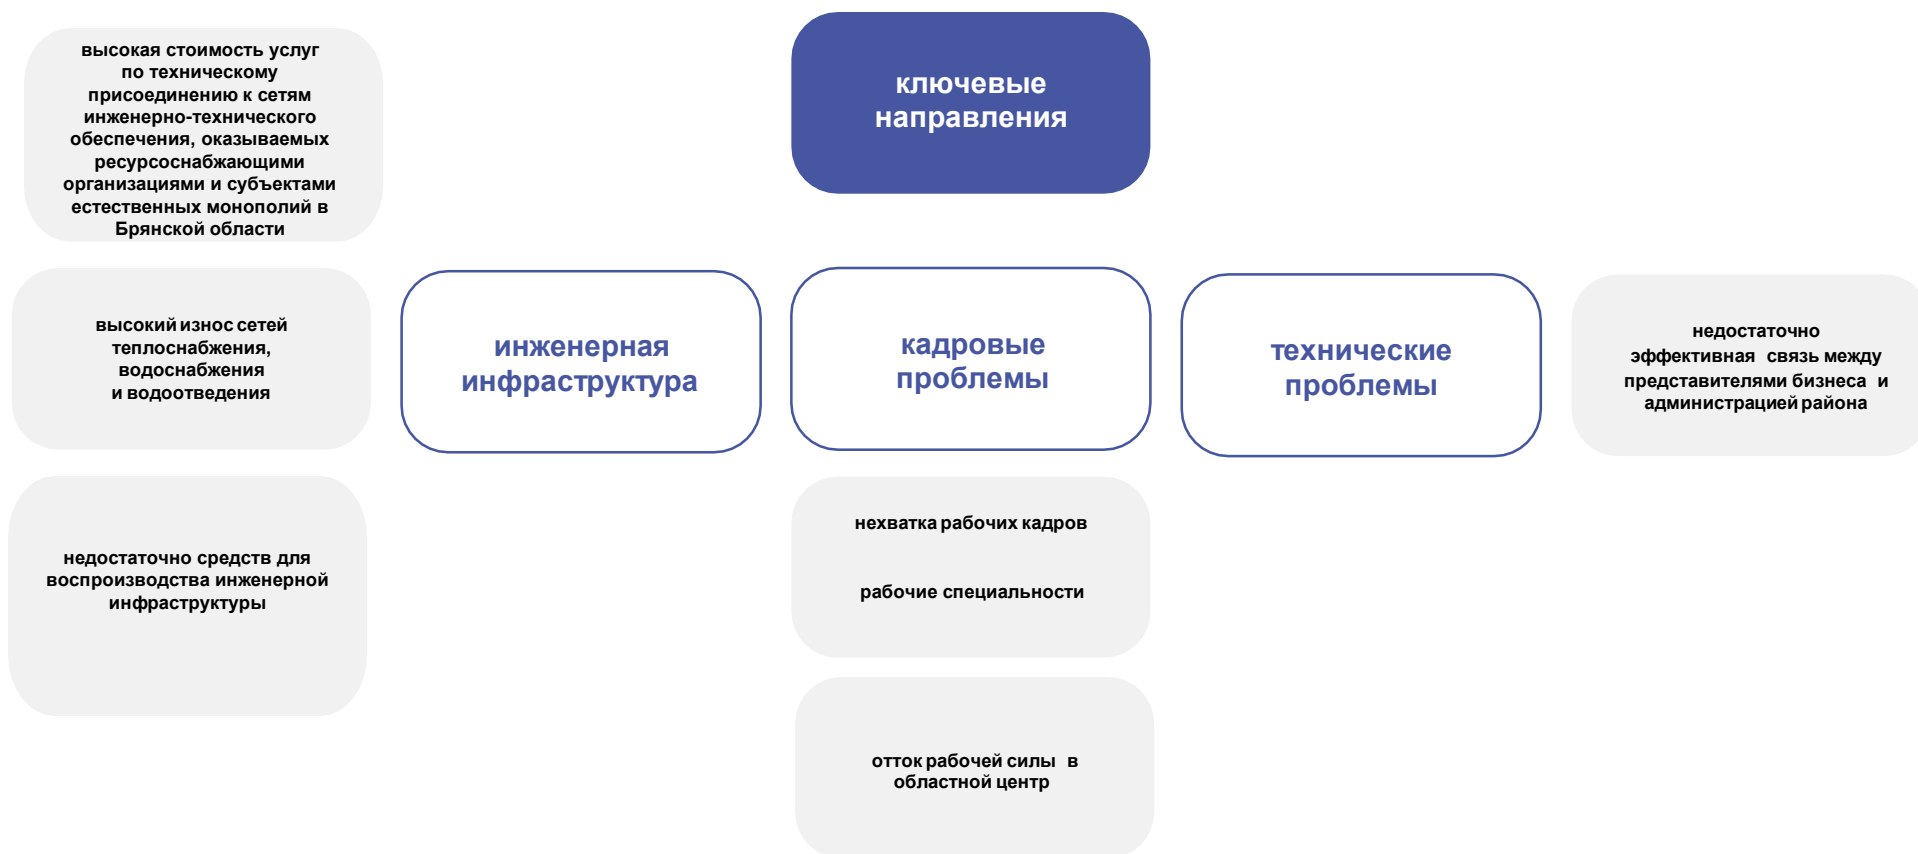 высокая стоимость услуг
по техническому
присоединению к сетям
инженерно-технического
обеспечения, оказываемых
ресурсоснабжающими
организациями и субъектами
естественных монополий в
Брянской области
ключевые
направления
высокий износ сетей
теплоснабжения,
водоснабжения
и водоотведения
инженерная
инфраструктура
кадровые
проблемы
технические
проблемы
недостаточно
эффективная связь между
представителями бизнеса и
администрацией района
недостаточно средств для
воспроизводства инженерной
инфраструктуры
нехватка рабочих кадров
рабочие специальности
отток рабочей силы в
областной центр